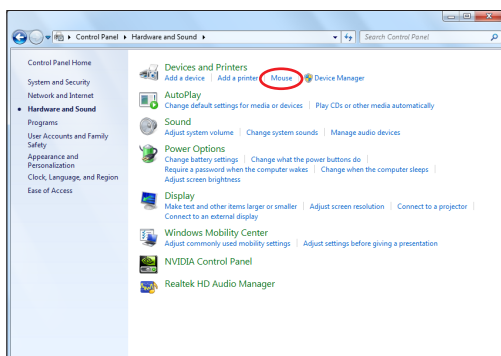 Control Panel ▸ Hardware and Sound ▸
Search Control Panel
Control Panel Home
System and Security
Network and Internet
Hardware and Sound
Programs
User Accounts and Family
Safety
Appearance and
Personalization
Clock, Language, and Region
Ease of Access
Devices and Printers
Add a device | Add a printer | Mouse | Device Manager
AutoPlay
Change default settings for media or devices | Play CDs or other media automatically
Sound
Adjust system volume | Change system sounds | Manage audio devices
Power Options
Change battery settings | Change what the power buttons do |
Require a password when the computer wakes | Change when the computer sleeps |
Adjust screen brightness
Display
Make text and other items larger or smaller | Adjust screen resolution | Connect to a projector |
Connect to an external display
Windows Mobility Center
Adjust commonly used mobility settings | Adjust settings before giving a presentation
NVIDIA Control Panel
Realtek HD Audio Manager